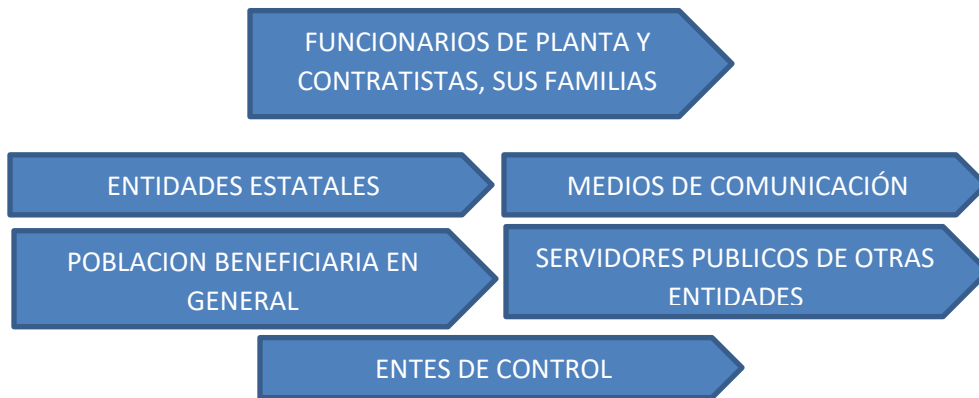 FUNCIONARIOS DE PLANTA Y
CONTRATISTAS, SUS FAMILIAS
ENTIDADES ESTATALES
MEDIOS DE COMUNICACIÓN
POBLACION BENEFICIARIA EN
GENERAL
SERVIDORES PUBLICOS DE OTRAS
ENTIDADES
ENTES DE CONTROL